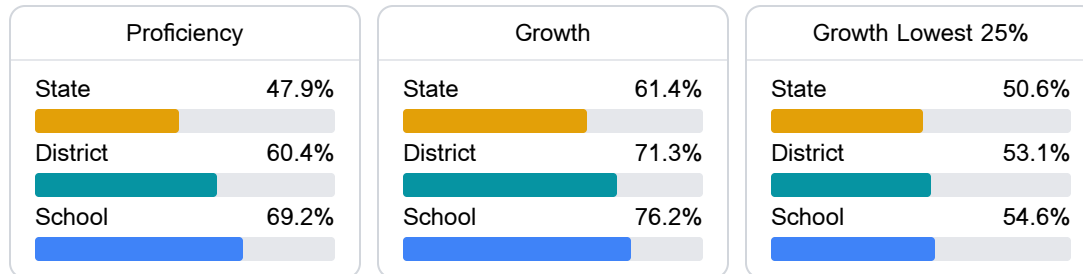 Proficiency
State 47.9%
District 60.4%
School 69.2%
Growth
State 61.4%
District 71.3%
School 76.2%
Growth Lowest 25%
State 50.6%
District 53.1%
School 54.6%